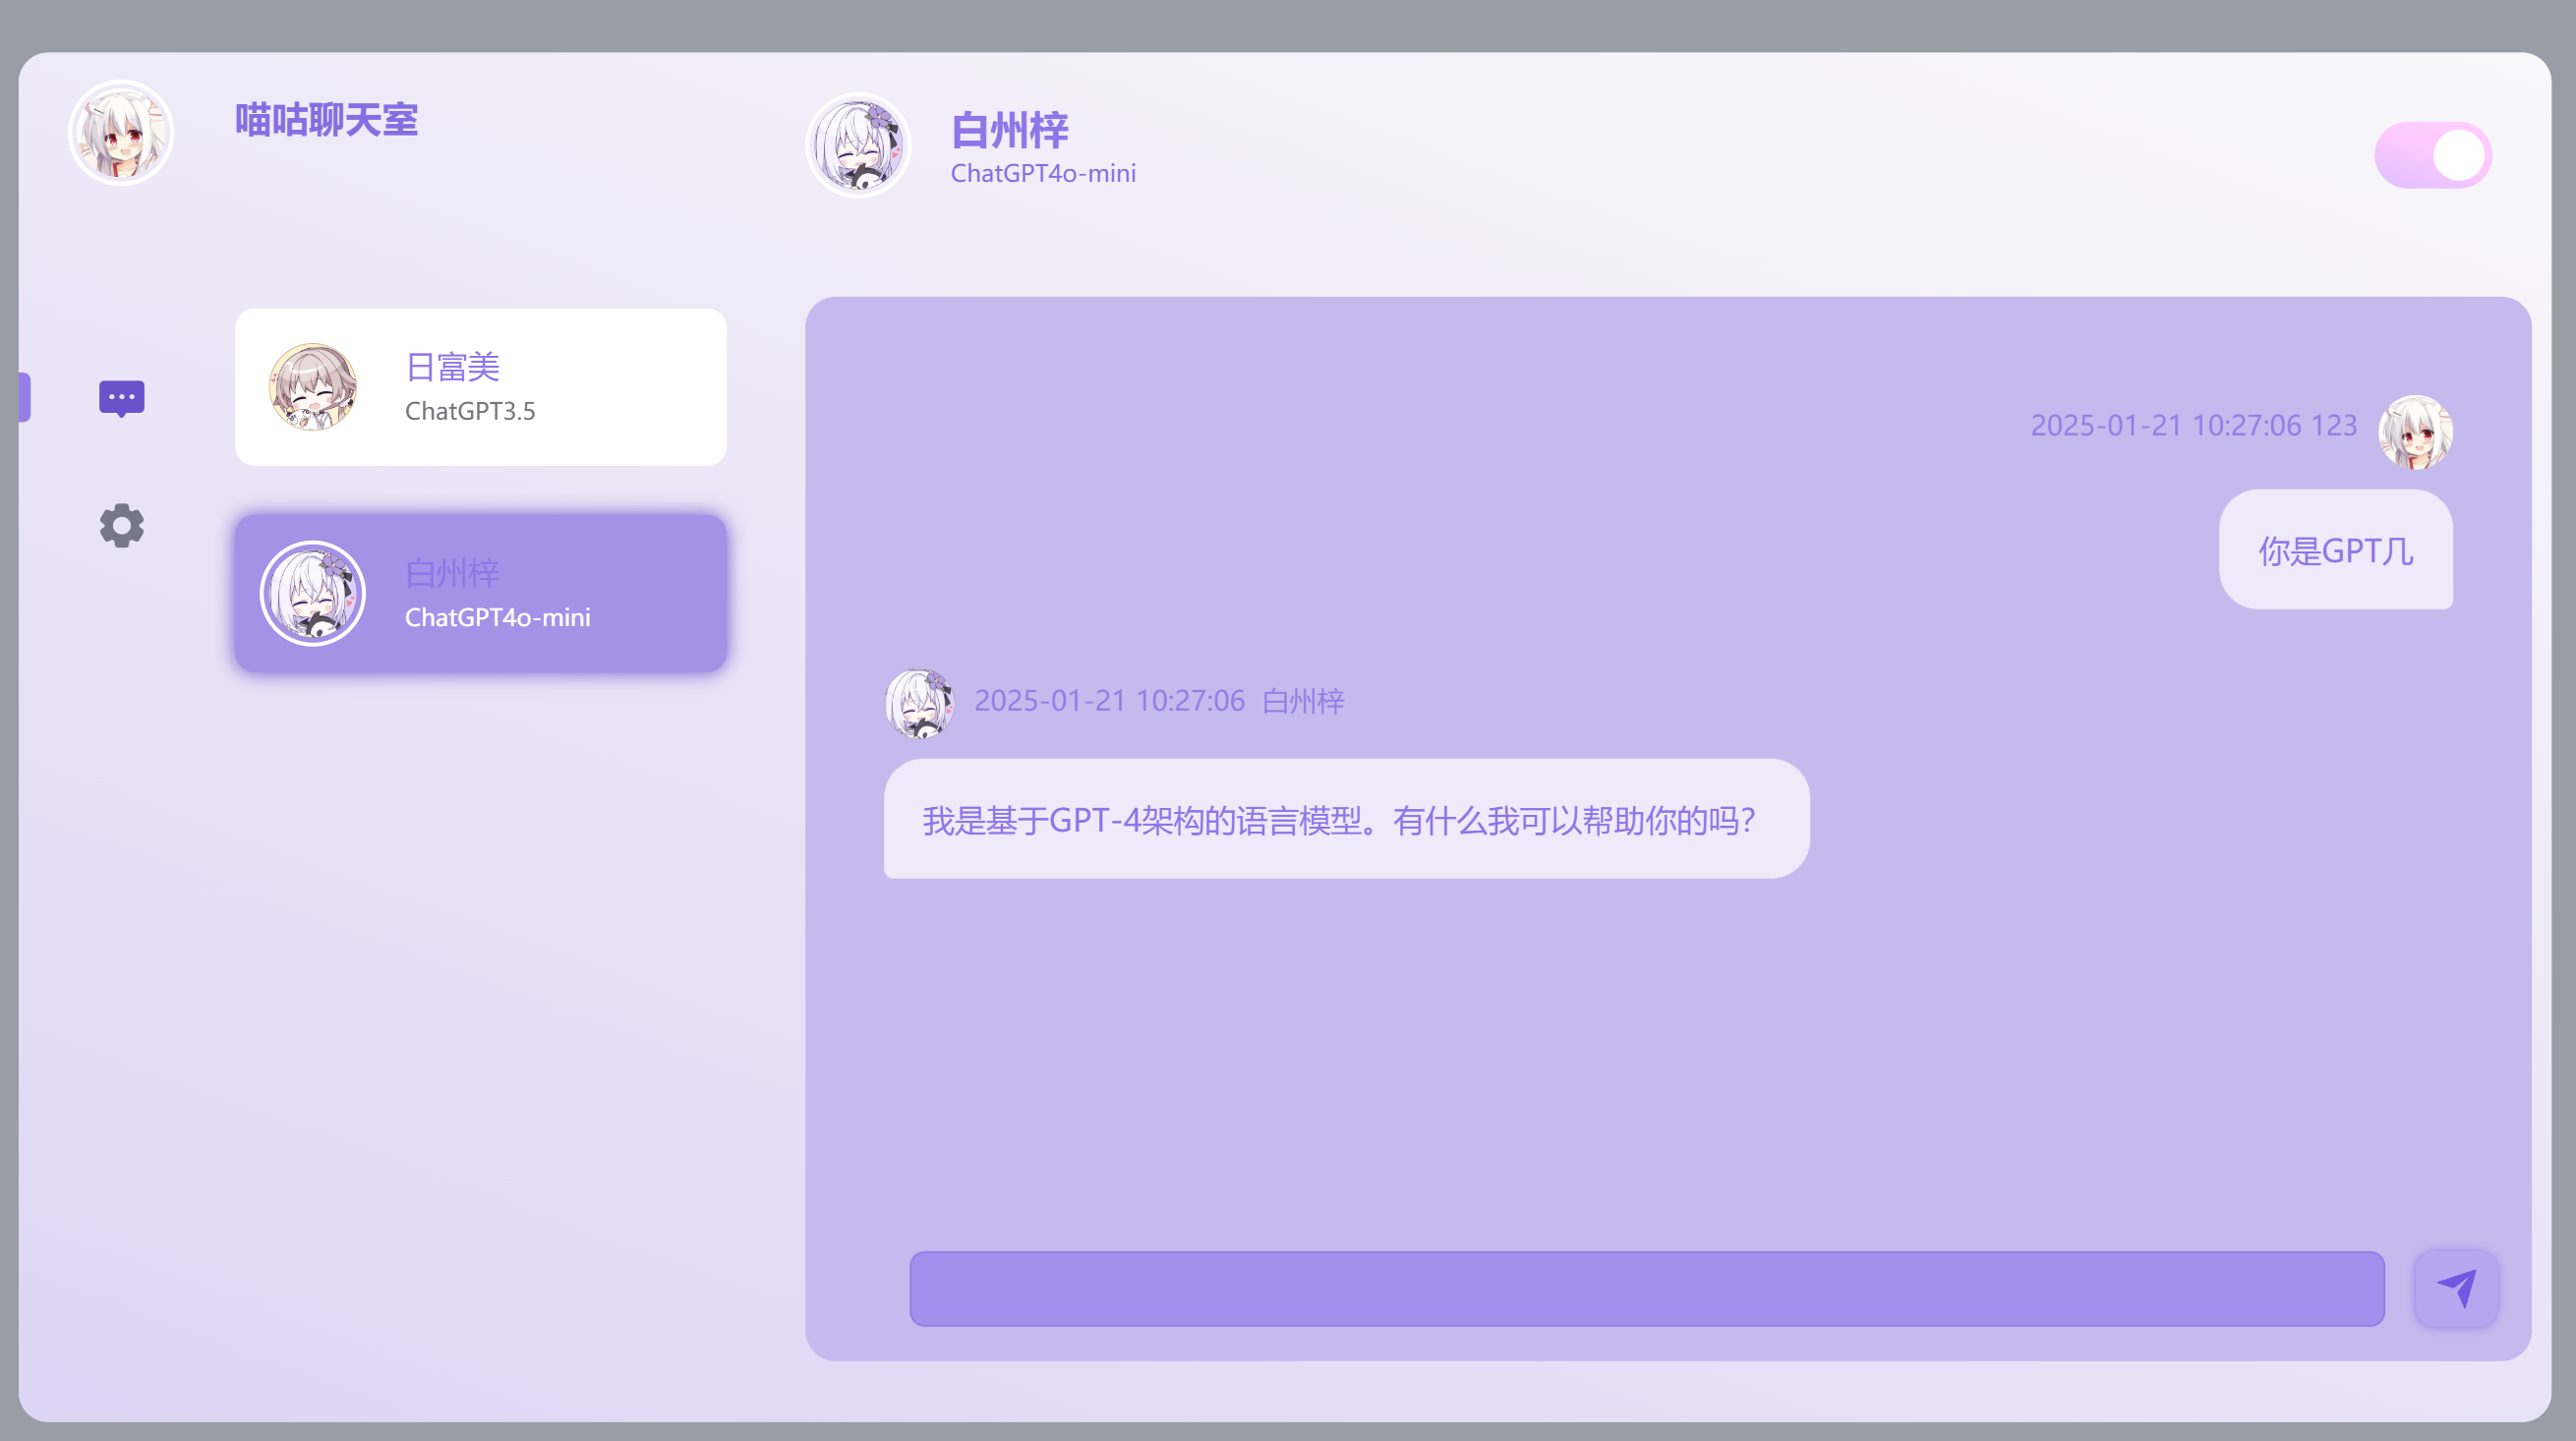 喵咕聊天室
白州梓
ChatGPT4o-mini
日富美
ChatGPT3.5
白州梓
ChatGPT4o-mini
2025-01-21 10:27:06 123
你是GPT几
2025-01-21 10:27:06 白州梓
我是基于GPT-4架构的语言模型。有什么我可以帮助你的吗？